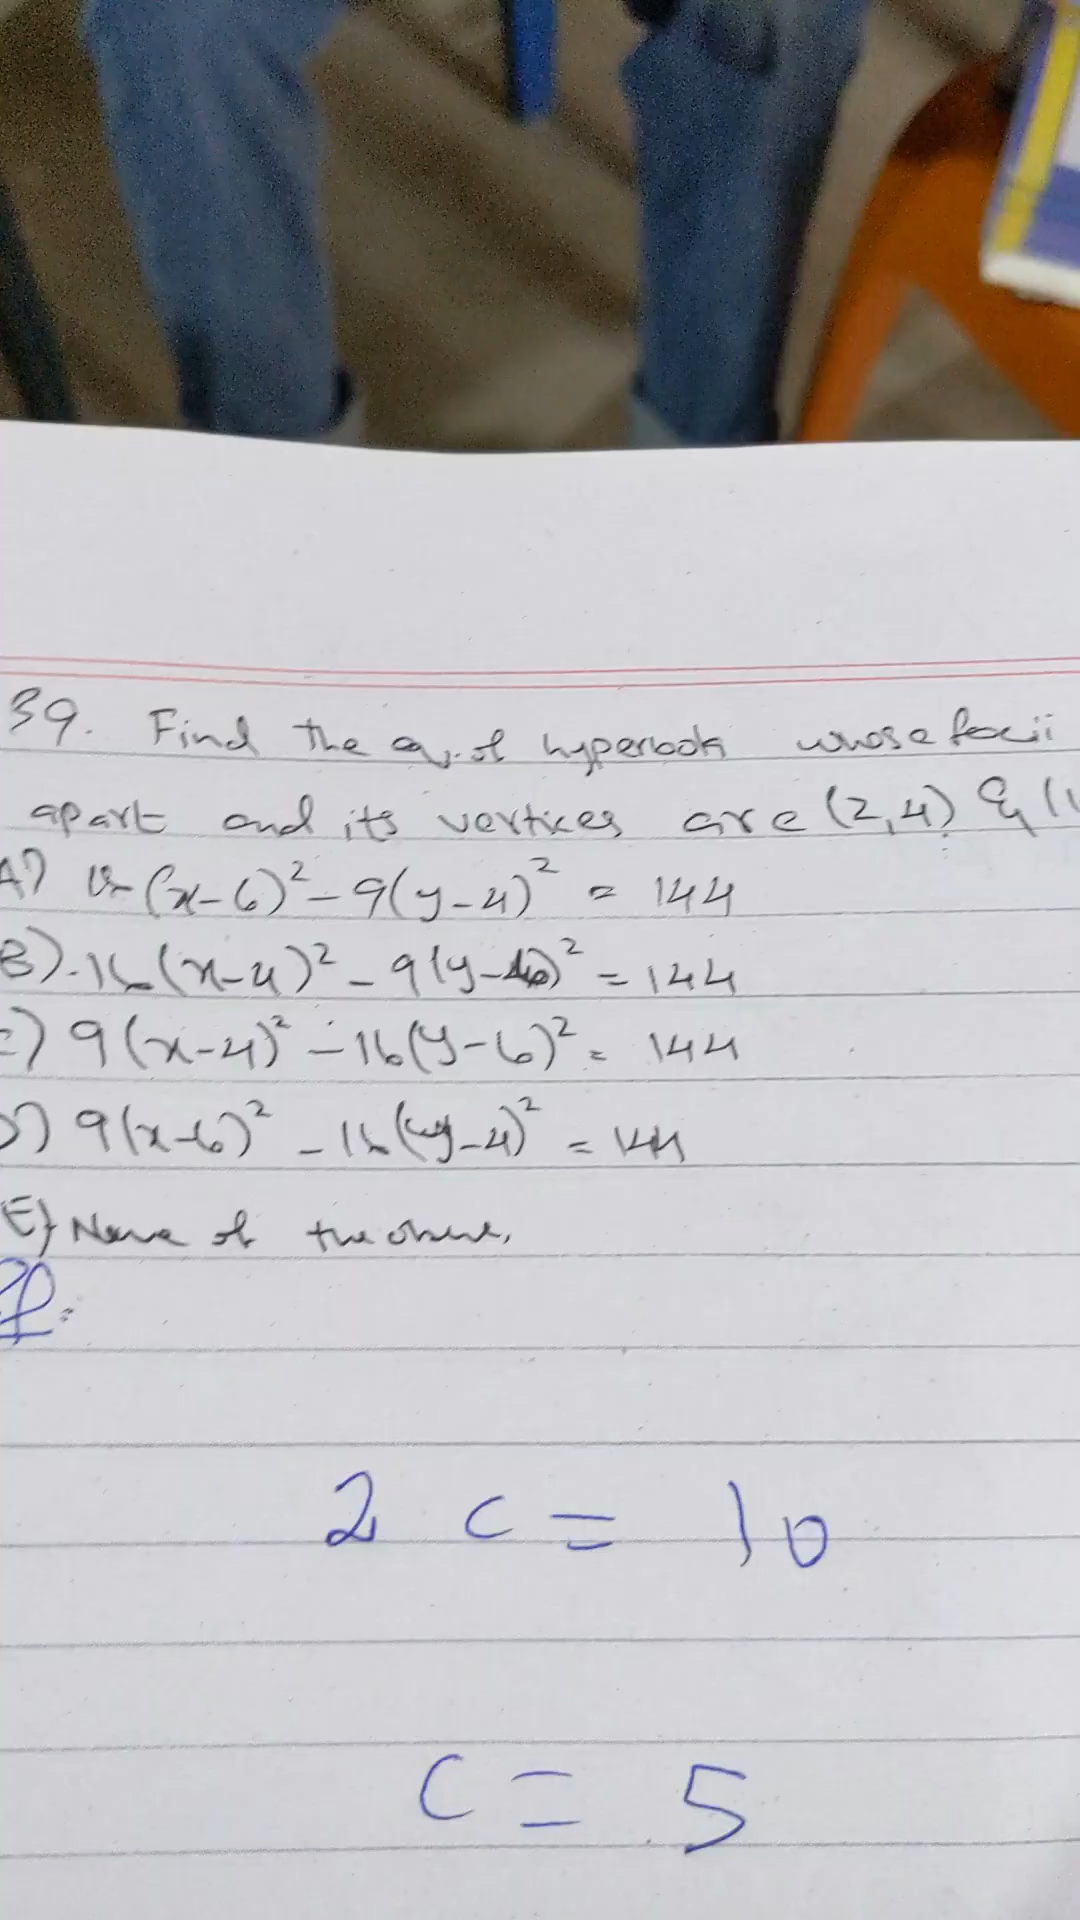 39. Find the eq. of hyperbola whose focii
apart and its vertices are (2,4) & (1
A) 16(x-6)² - 9(y-4)² = 144
B) 16(x-4)² - 9(y-6)² = 144
C) 9(x-4)² - 16(y-6)² = 144
D) 9(x-6)² - 16(y-4)² = 144
E) None of the above.
2 c = 10
c = 5